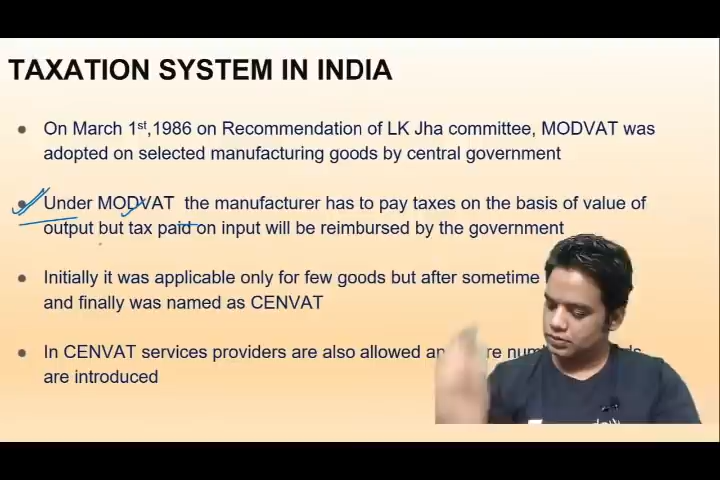 TAXATION SYSTEM IN INDIA
On March 1st,1986 on Recommendation of LK Jha committee, MODVAT was
adopted on selected manufacturing goods by central government
Under MODVAT the manufacturer has to pay taxes on the basis of value of
output but tax paid on input will be reimbursed by the government
Initially it was applicable only for few goods but after sometime
and finally was named as CENVAT
In CENVAT services providers are also allowed
are introduced